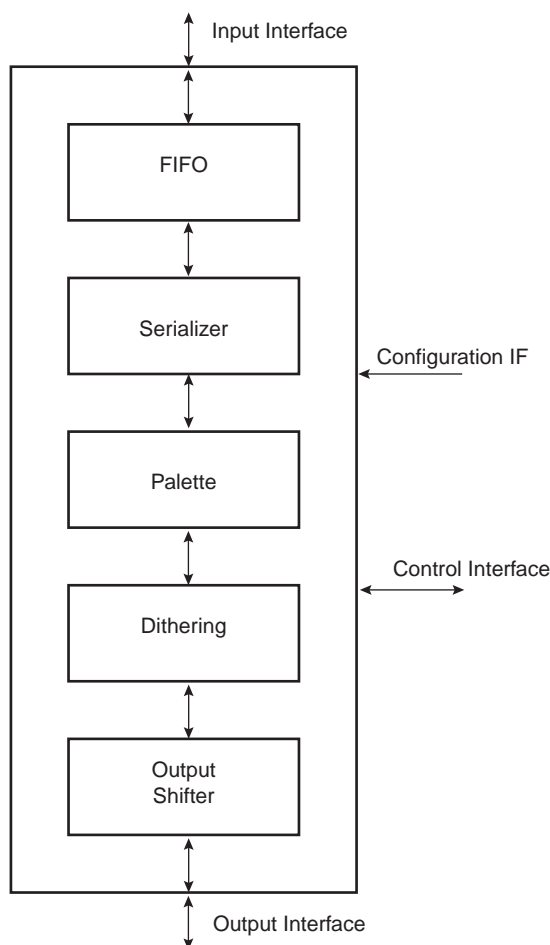 Input Interface
FIFO
Serializer
Configuration IF
Palette
Control Interface
Dithering
Output
Shifter
Output Interface